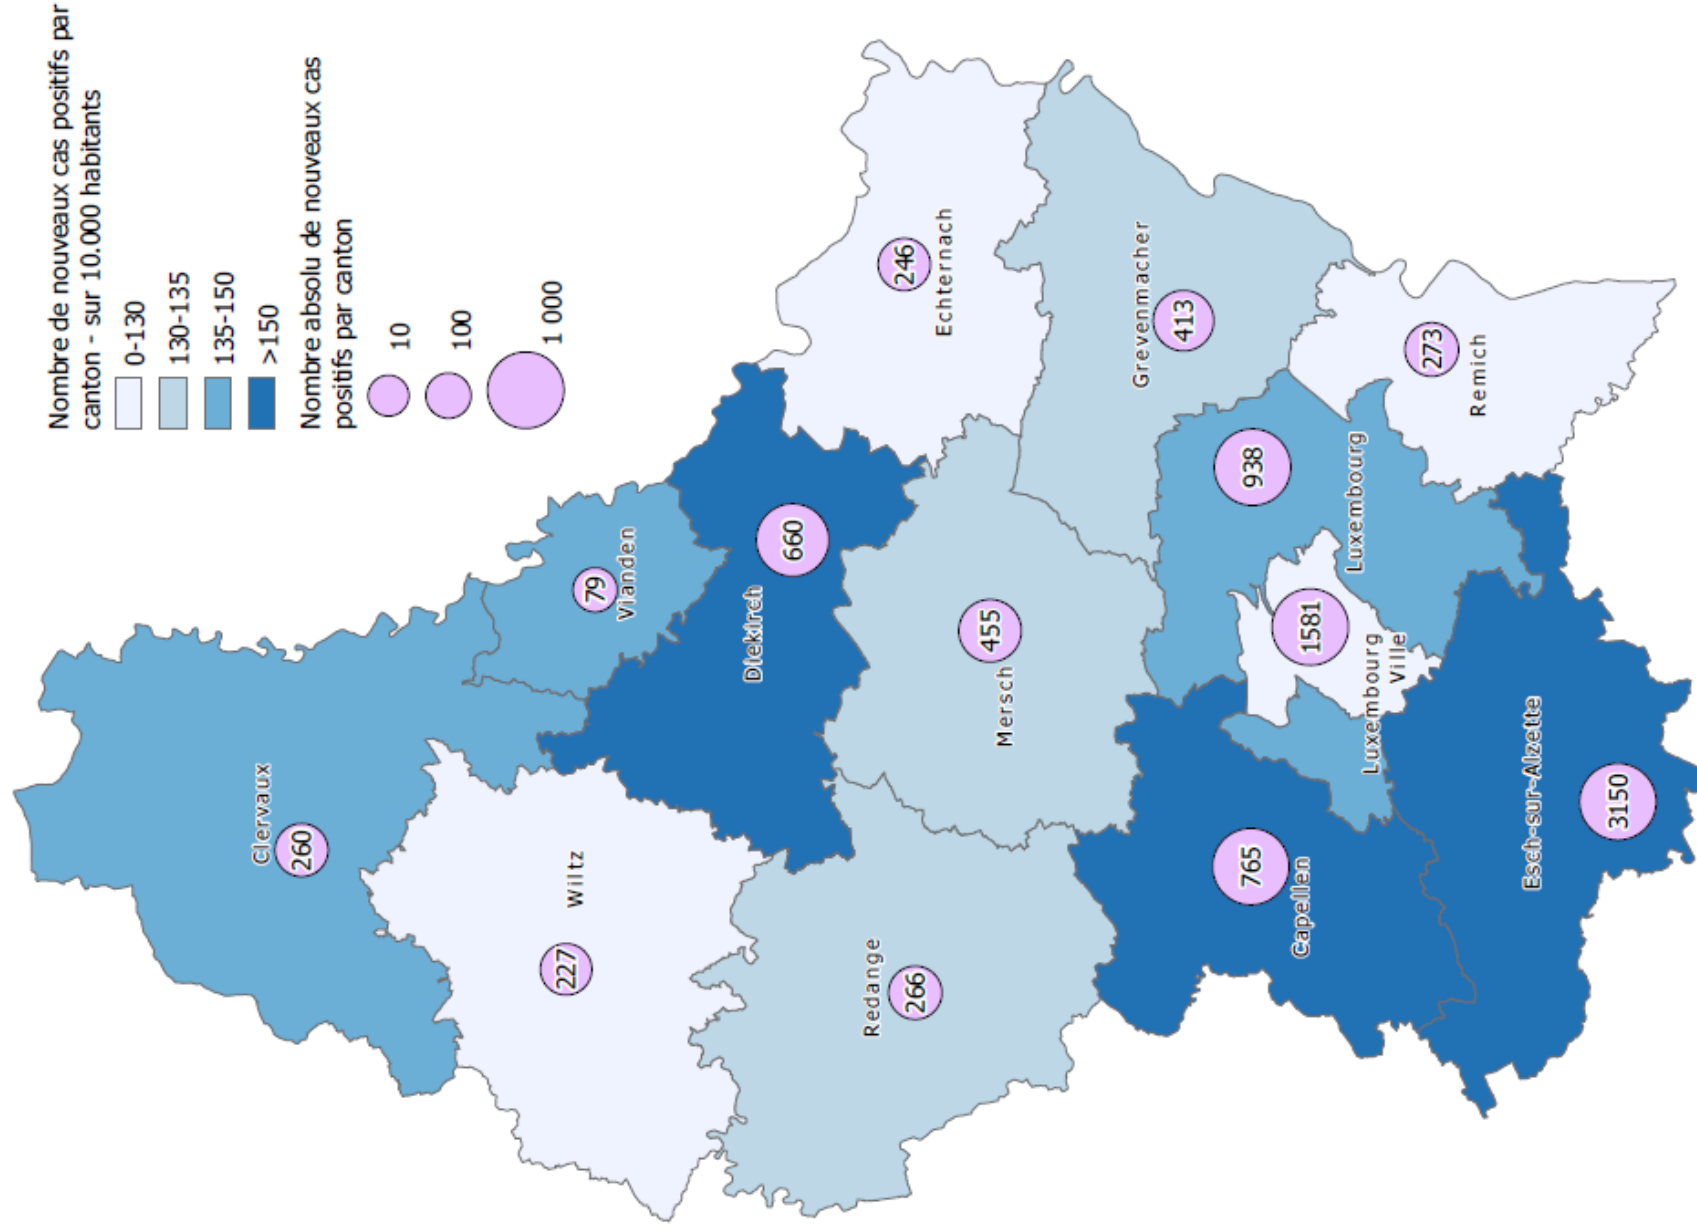 Nombre de nouveaux cas positifs par
canton - sur 10.000 habitants
0-130
130-135
135-150
>150
Nombre absolu de nouveaux cas
positifs par canton
10
100
1 000
Clervaux
260
Wiltz
227
79
Vianden
Diekirch
660
Redange
266
455
Mersch
246
Echternach
Grevenmacher
413
765
Capellen
938
Luxembourg
1581
Luxembourg
Ville
273
Remich
Esch-sur-Alzette
3150